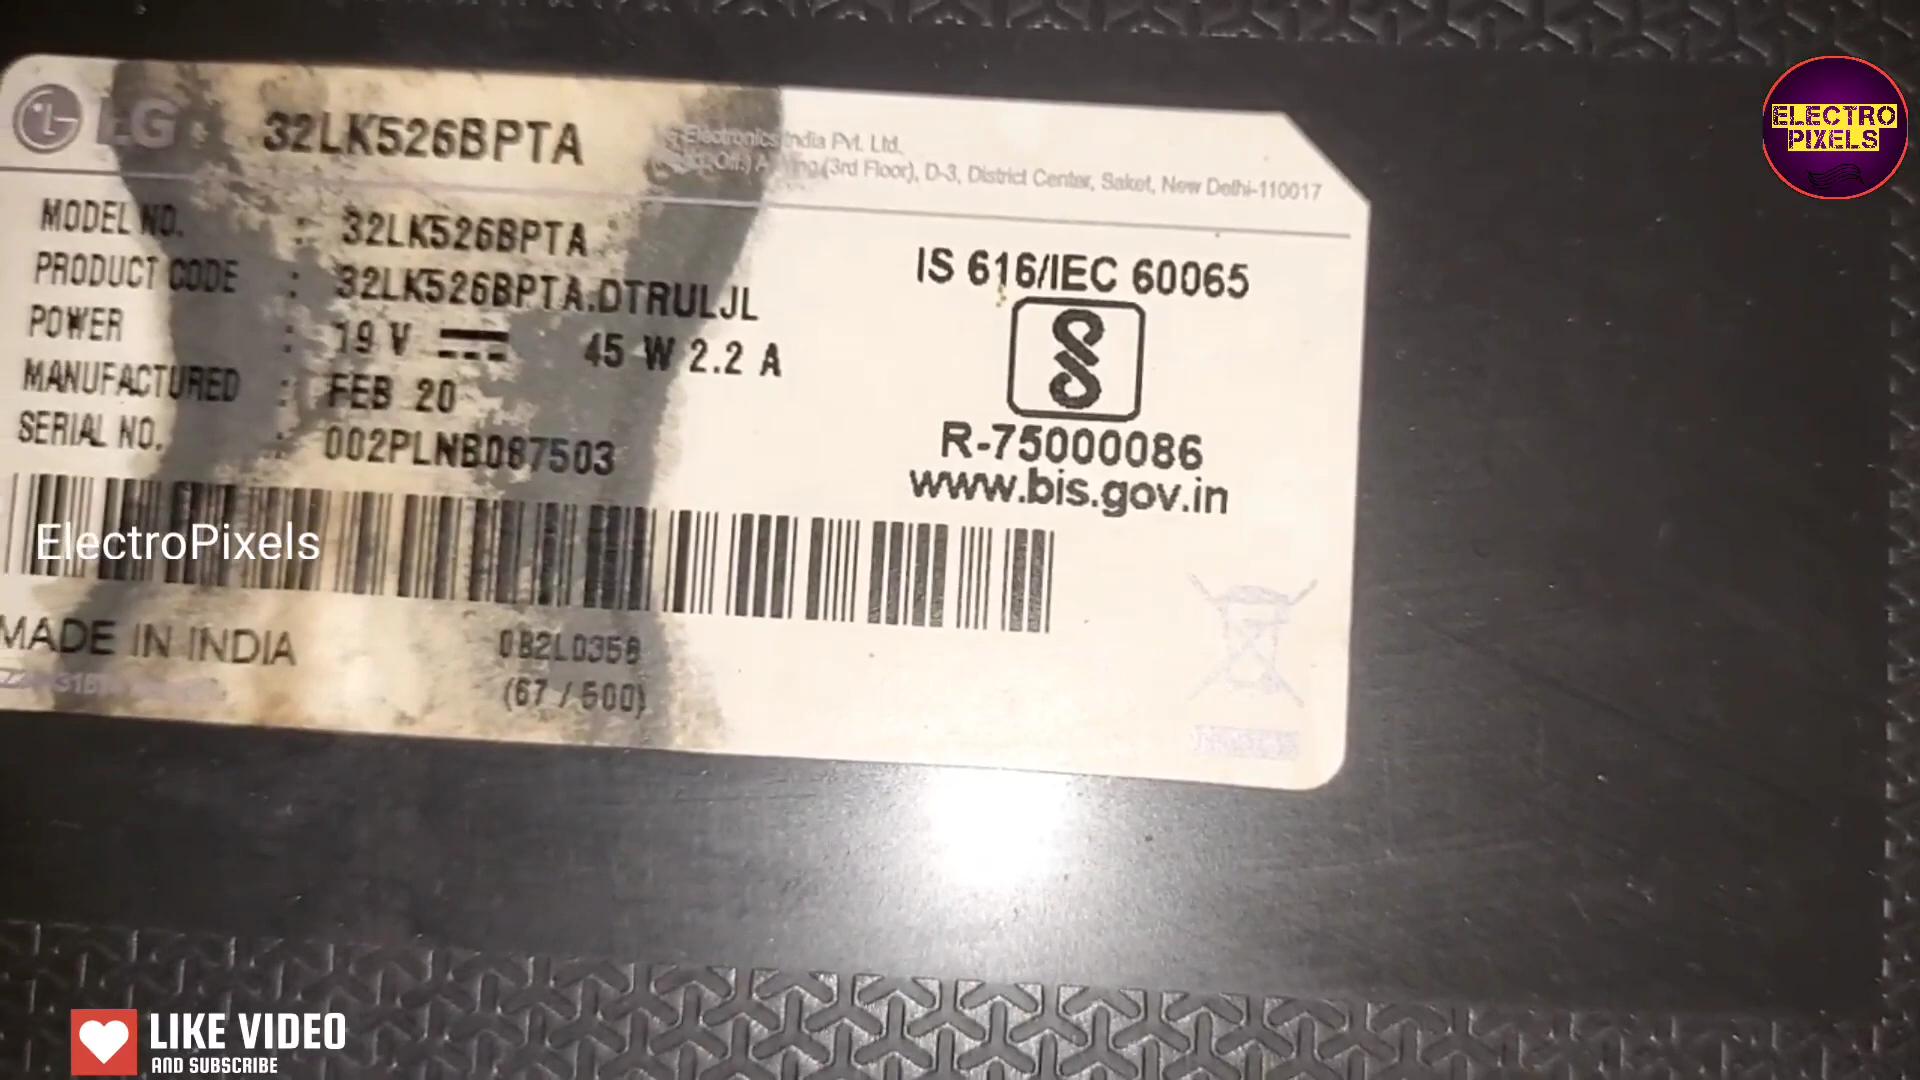 LG 32LK526BPTA
Electronics India Pvt. Ltd.
(3rd Floor), D-3, District Center, Saket, New Delhi-110017
MODEL NO. : 32LK526BPTA
PRODUCT CODE : 32LK526BPTA.DTRULJL
POWER : 19 V 45 W 2.2 A
MANUFACTURED : FEB 20
SERIAL NO. : 002PLNB087503
IS 616/IEC 60065
R-75000086
www.bis.gov.in
ElectroPixels
MADE IN INDIA
(67 / 500)
ELECTRO
PIXELS
LIKE VIDEO
AND SUBSCRIBE